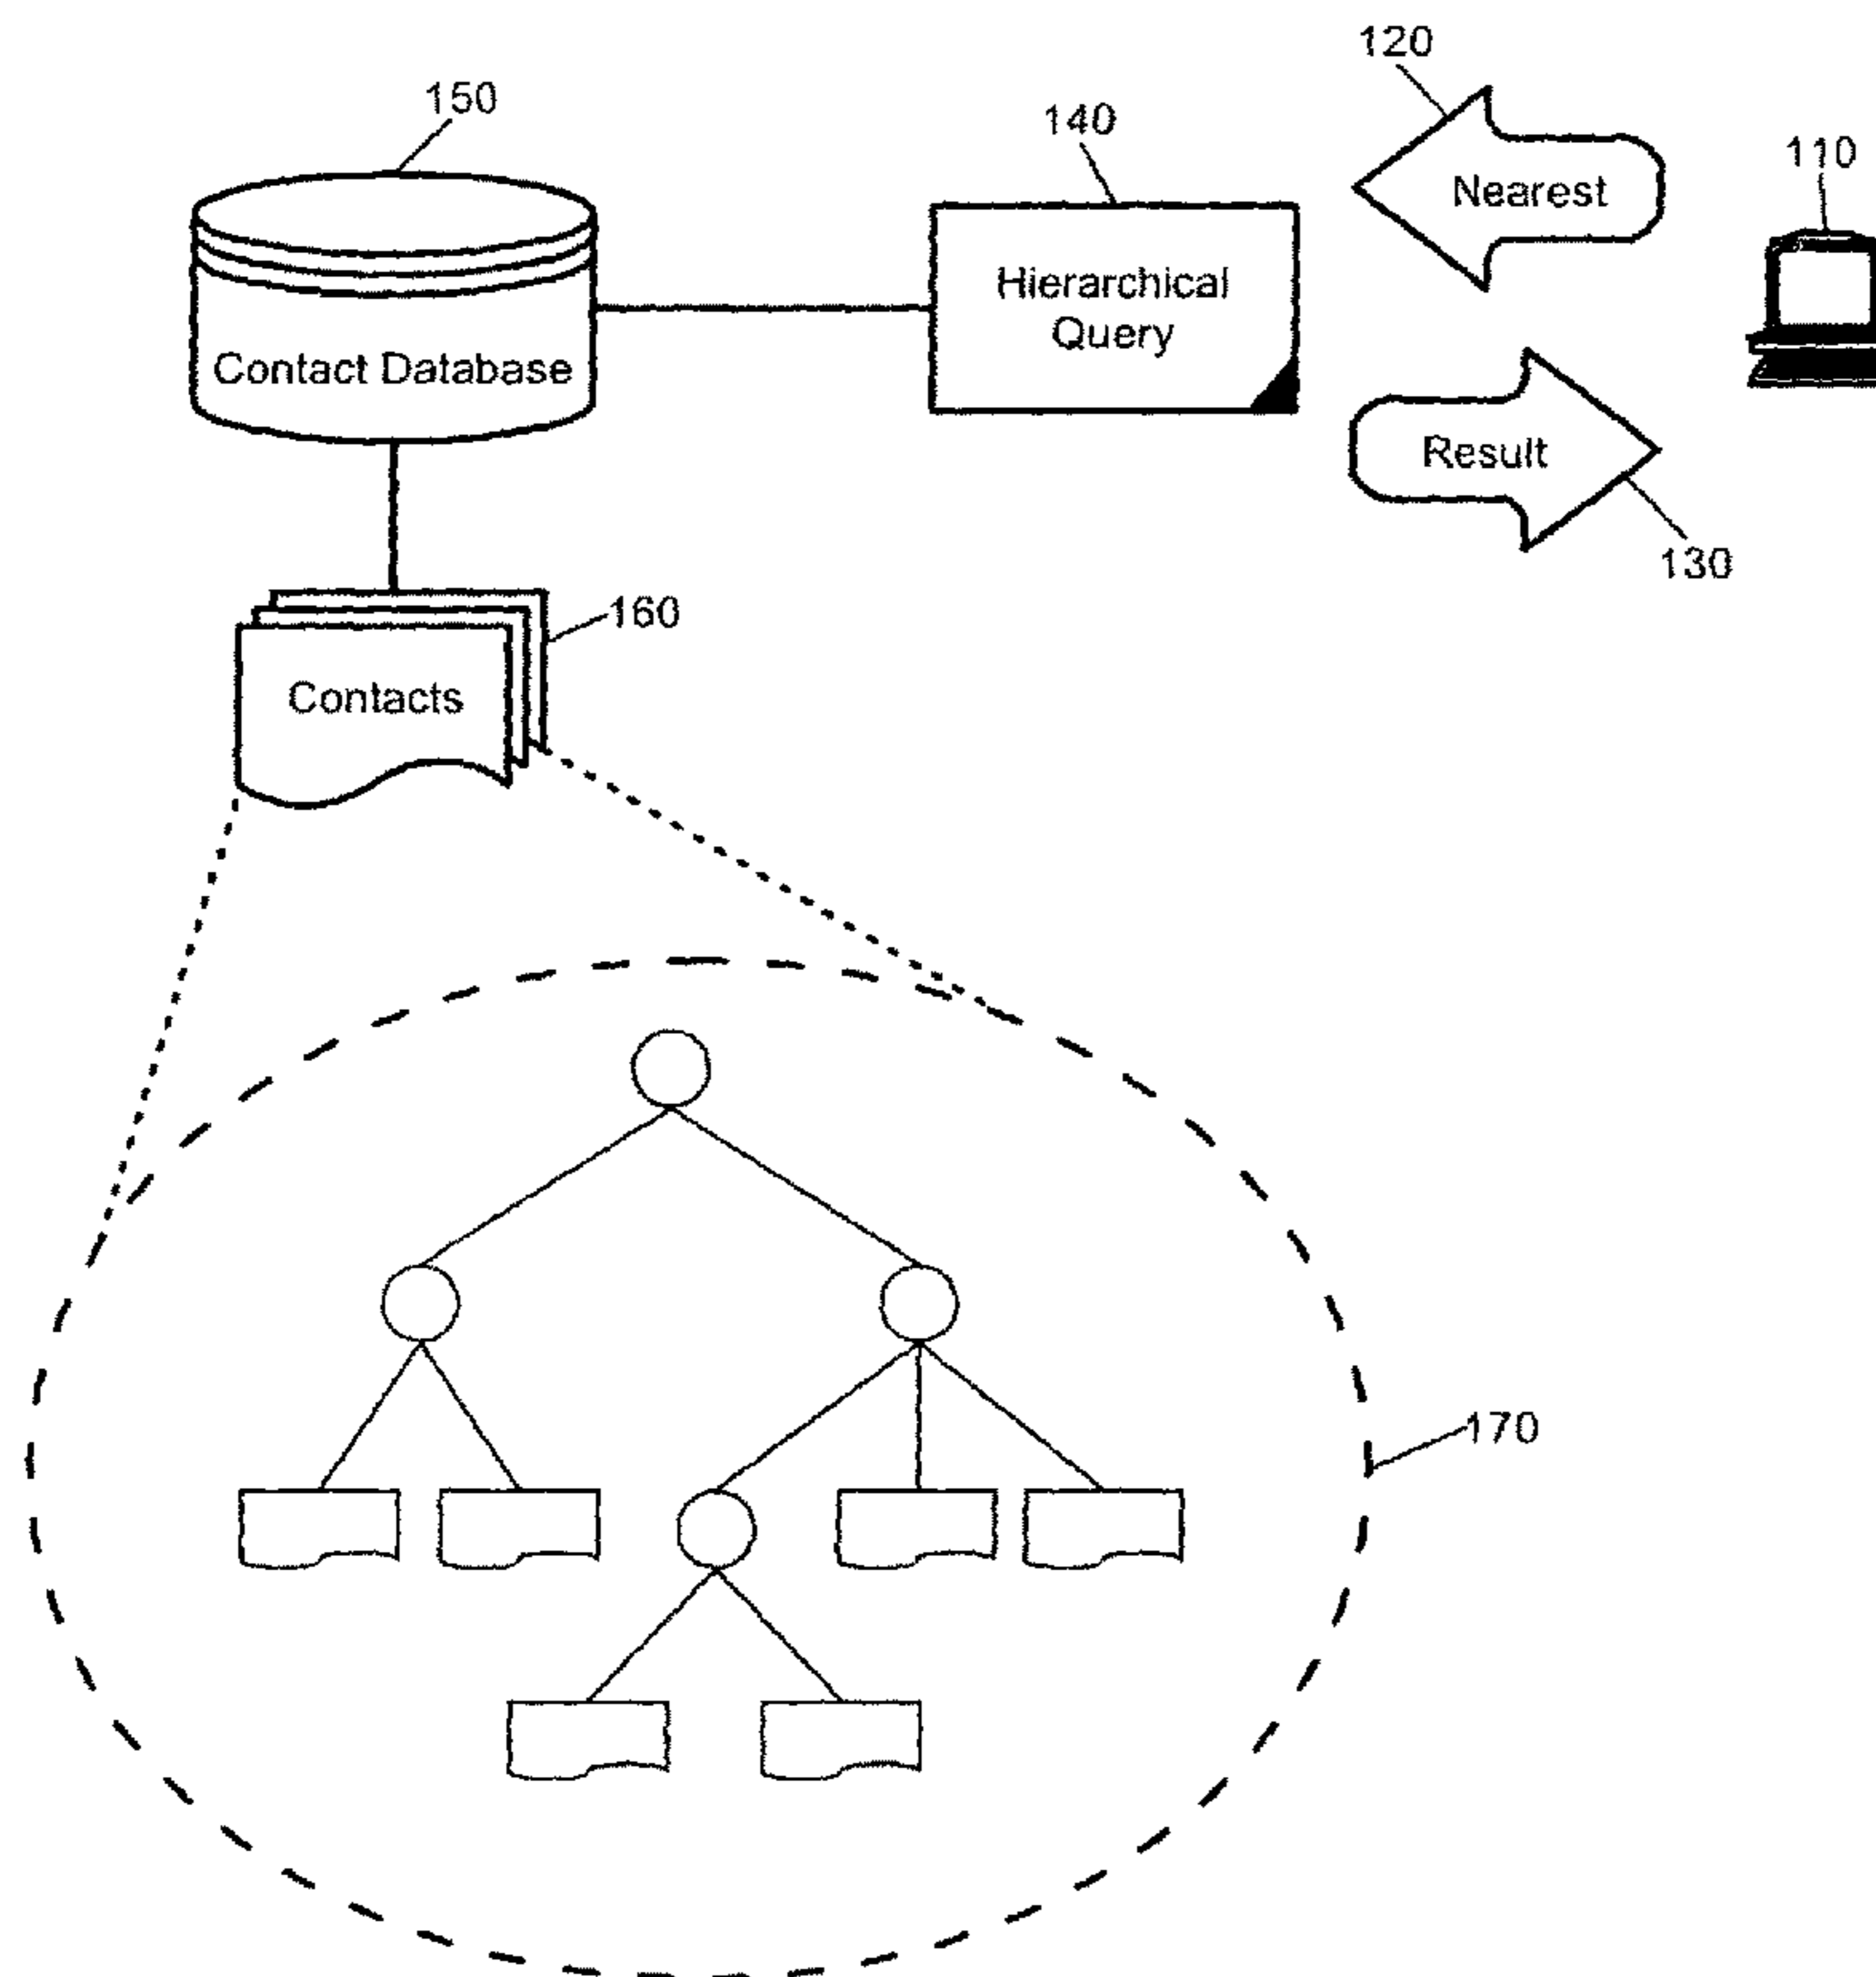 120
150
140
110
Nearest
Hierarchical
Query
Contact Database
Result
130
160
Contacts
170